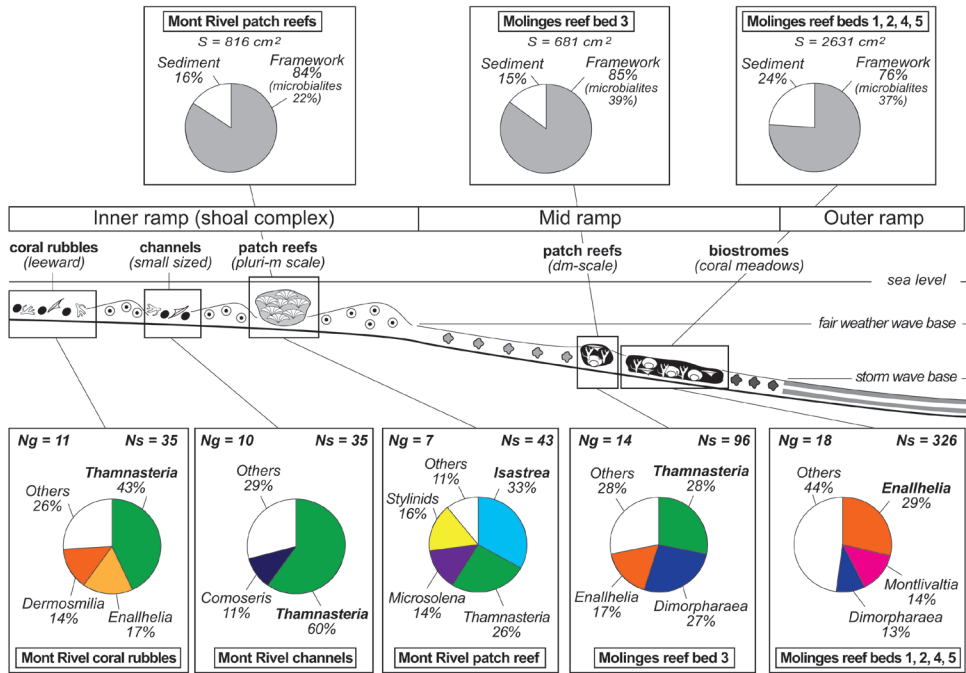 Mont Rivel patch reefs
S = 816 cm²
Sediment
16%
Framework
84%
(microbialites
22%)
Molinges reef bed 3
S = 681 cm²
Sediment
15%
Framework
85%
(microbialites
39%)
Molinges reef beds 1, 2, 4, 5
S = 2631 cm²
Sediment
24%
Framework
76%
(microbialites
37%)
Inner ramp (shoal complex)
Mid ramp
Outer ramp
coral rubbles
(leeward)
channels
(small sized)
patch reefs
(pluri-m scale)
patch reefs
(dm-scale)
biostromes
(coral meadows)
sea level
fair weather wave base
storm wave base
Ng = 11 Ns = 35
Thamnasteria
43%
Others
26%
Dermosmilia
14%
Enallhelia
17%
Mont Rivel coral rubbles
Ng = 10 Ns = 35
Others
29%
Comoseris
11%
Thamnasteria
60%
Mont Rivel channels
Ng = 7 Ns = 43
Others
11%
Isastrea
33%
Stylinids
16%
Microsolena
14%
Thamnasteria
26%
Mont Rivel patch reef
Ng = 14 Ns = 96
Others
28%
Thamnasteria
28%
Enallhelia
17%
Dimorpharaea
27%
Molinges reef bed 3
Ng = 18 Ns = 326
Others
44%
Enallhelia
29%
Montlivaltia
14%
Dimorpharaea
13%
Molinges reef beds 1, 2, 4, 5